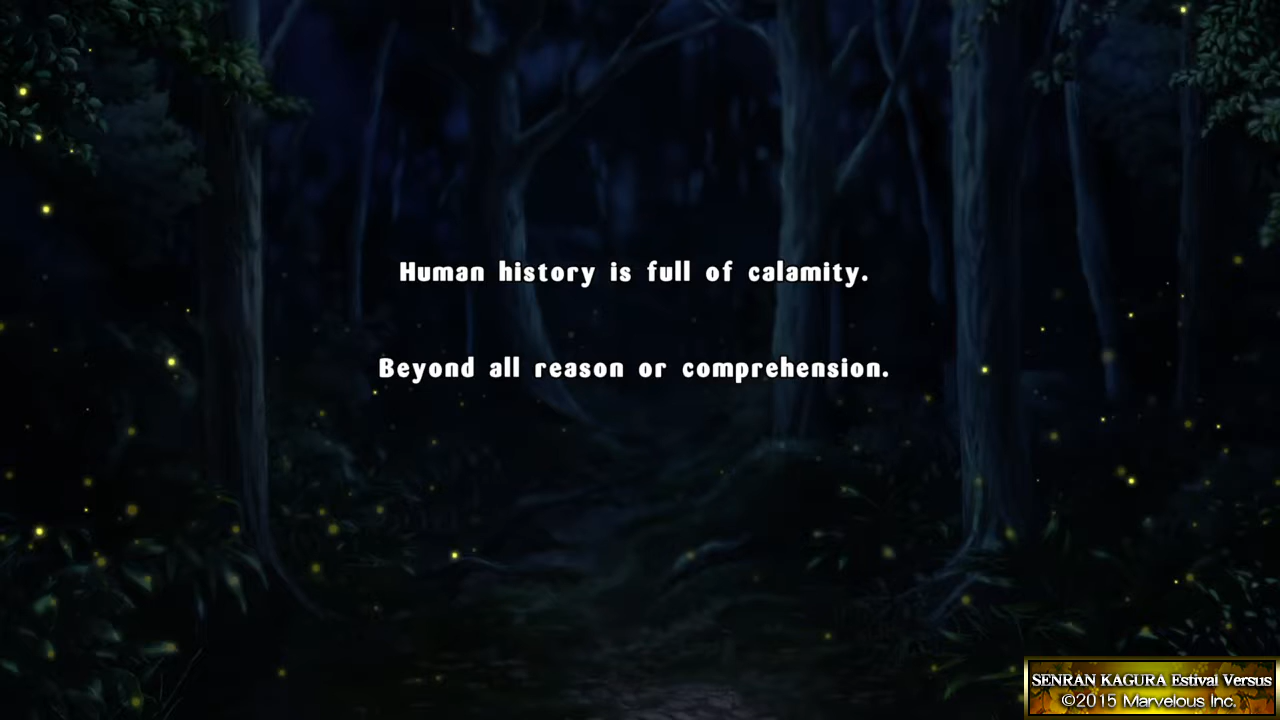 Human history is full of calamity.
Beyond all reason or comprehension.
SENRAN KAGURA Estival Versus
©2015 Marvelous Inc.